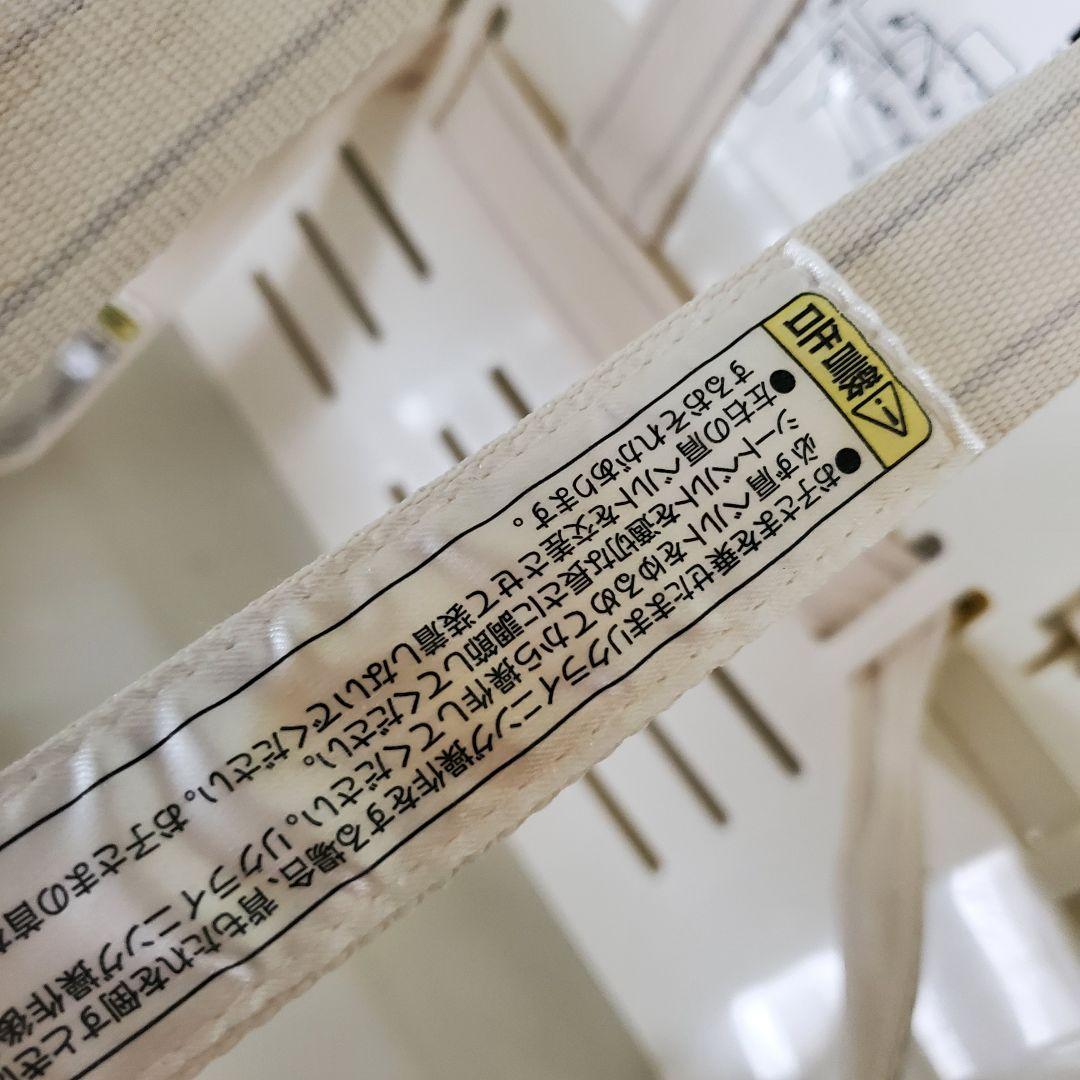 ⚠警告
●お子さまを乗せたままリクライニング操作をする場合、背もたれを倒すとき
必ず肩ベルトをゆるめてから操作してください。リクライニング操作後
シートベルトを適切な長さに調節してください。
●左右の肩ベルトを交差させて装着しないでください。お子さまの首を
するおそれがあります。